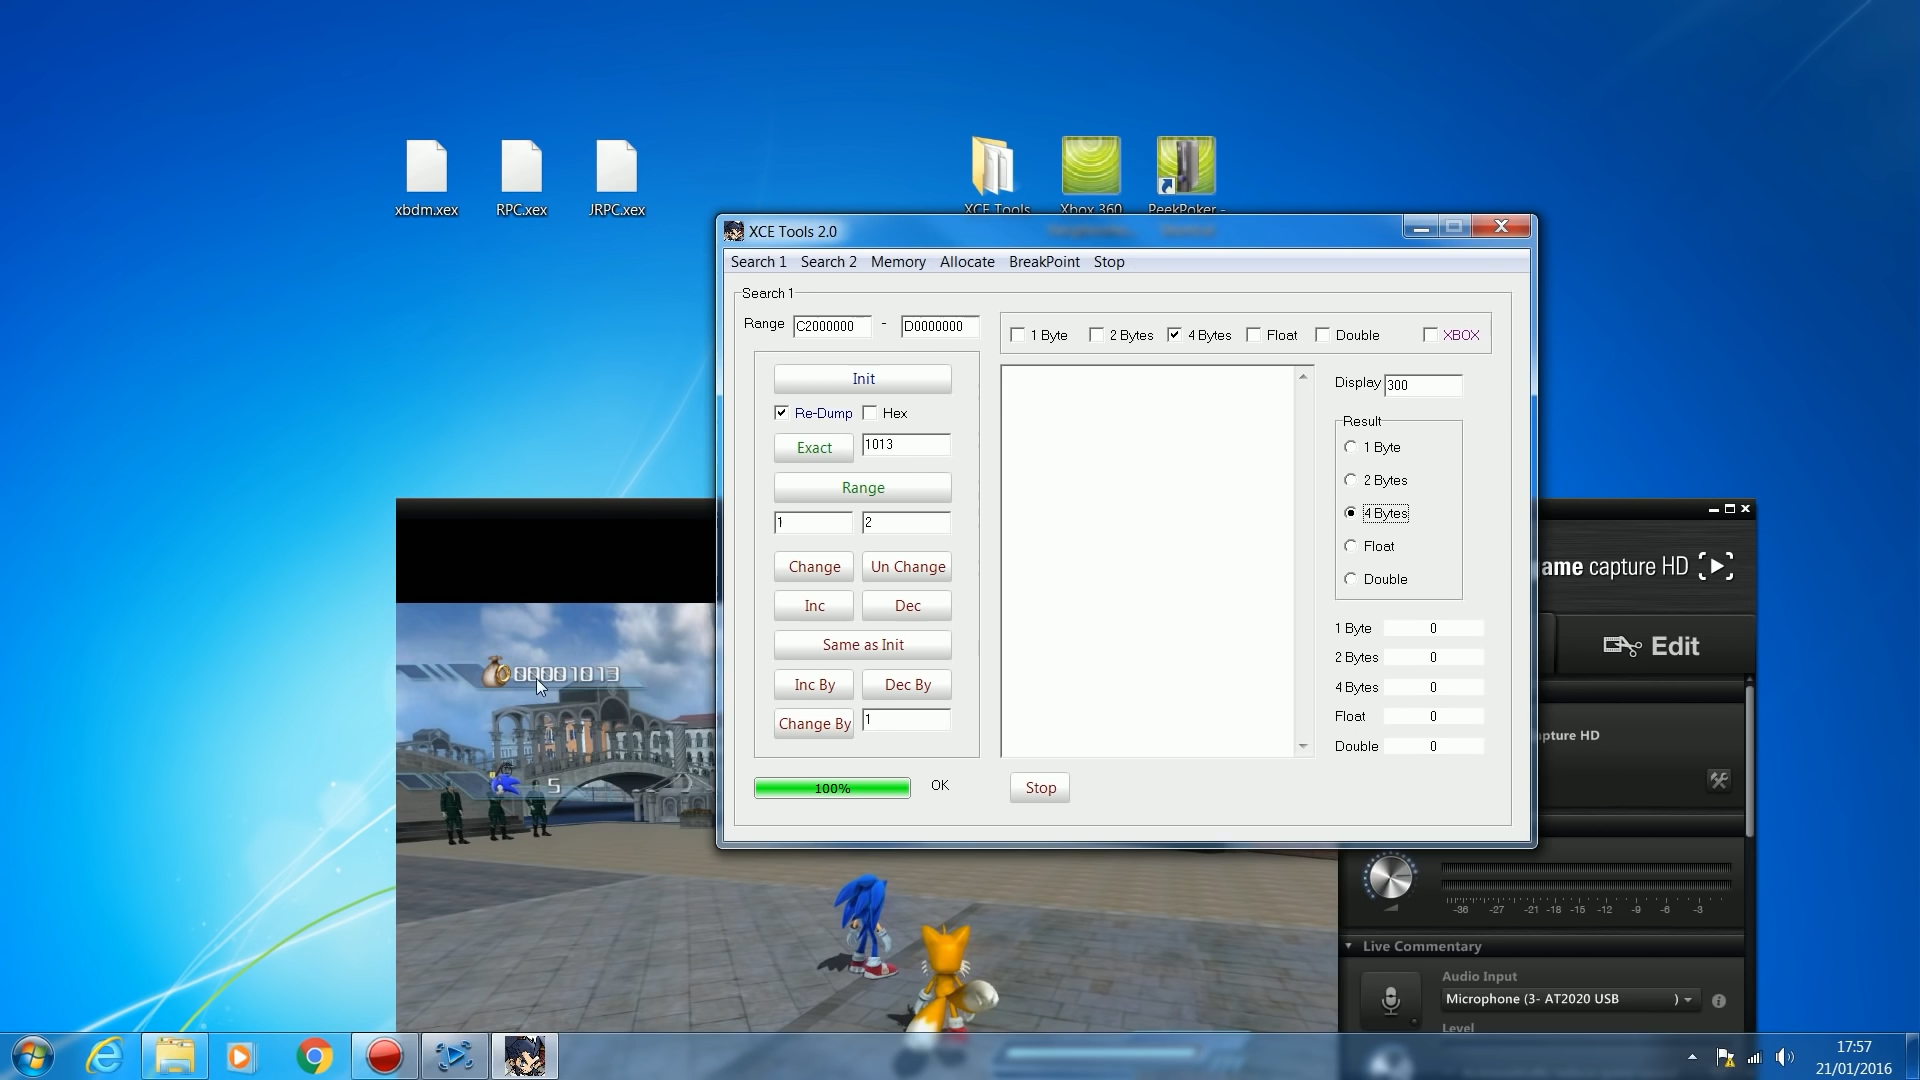 xbdm.xex
RPC.xex
JRPC.xex
XCE Tools
Xbox 360
PeekPoker -
XCE Tools 2.0
Search 1 Search 2 Memory Allocate BreakPoint Stop
Search 1
Range C2000000 - D0000000
1 Byte 2 Bytes 4 Bytes Float Double XBOX
Init
Re-Dump Hex
Exact 1013
Range
1 2
Change Un Change
Inc Dec
Same as Init
Inc By Dec By
Change By 1
100% OK
Stop
Display 300
Result
1 Byte
2 Bytes
4 Bytes
Float
Double
1 Byte 0
2 Bytes 0
4 Bytes 0
Float 0
Double 0
00001013
5
ame capture HD
Edit
pture HD
-36 -27 -21 -18 -15 -12 -9 -6 -3
Live Commentary
Audio Input
Microphone (3- AT2020 USB )
Level
17:57
21/01/2016